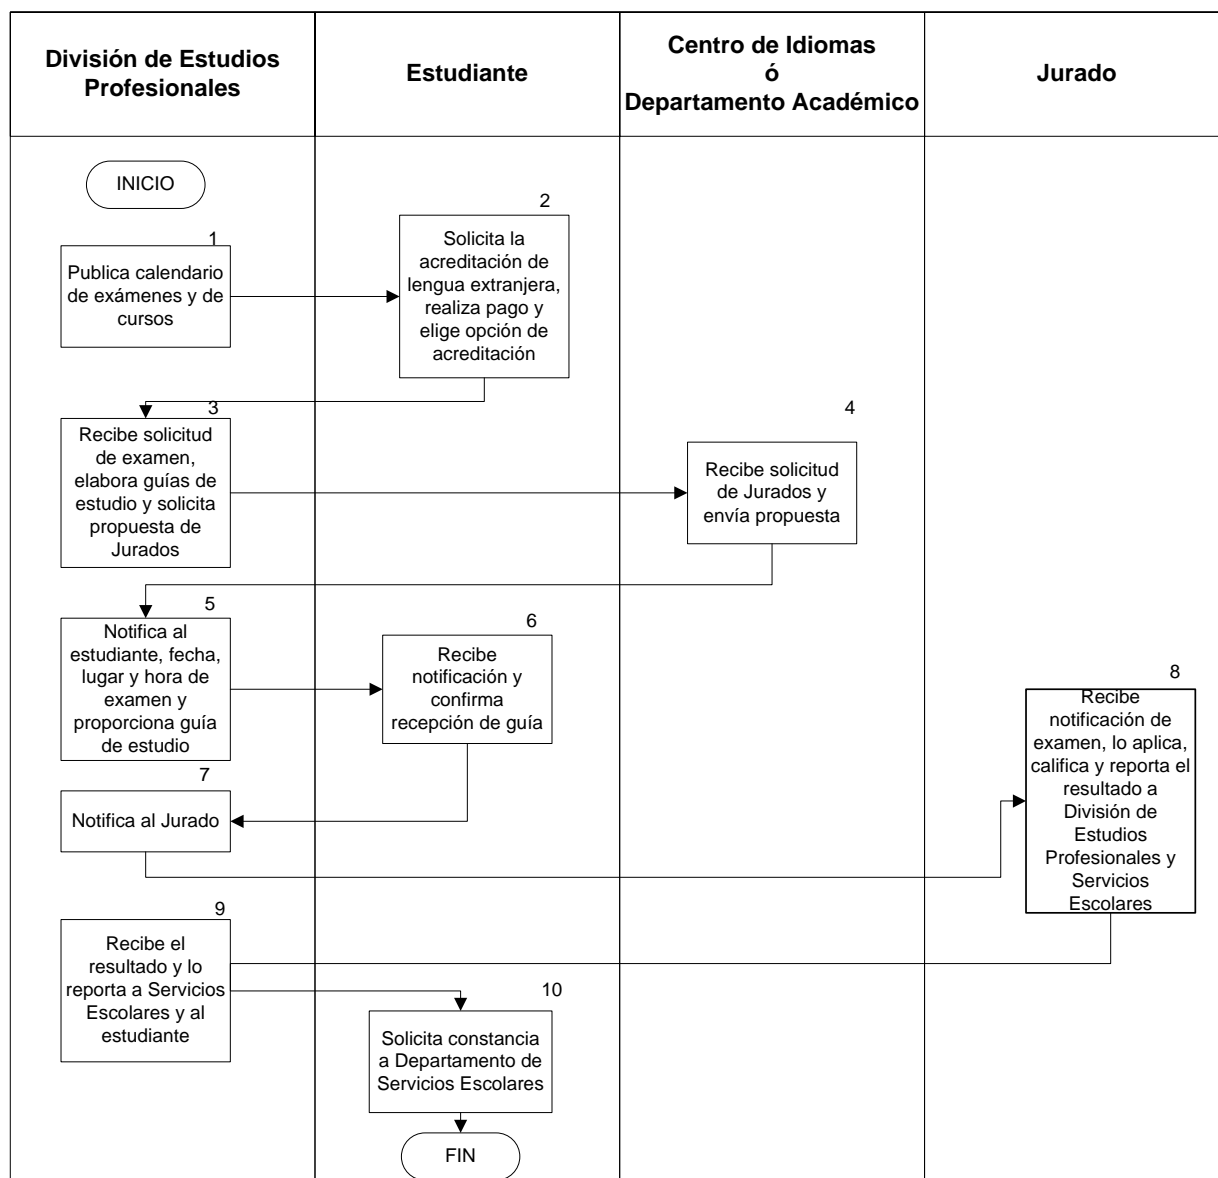 División de Estudios
Profesionales
Estudiante
Centro de Idiomas
ó
Departamento Académico
Jurado
INICIO
1
Publica calendario
de exámenes y de
cursos
2
Solicita la
acreditación de
lengua extranjera,
realiza pago y
elige opción de
acreditación
3
Recibe solicitud
de examen,
elabora guías de
estudio y solicita
propuesta de
Jurados
4
Recibe solicitud
de Jurados y
envía propuesta
5
Notifica al
estudiante, fecha,
lugar y hora de
examen y
proporciona guía
de estudio
6
Recibe
notificación y
confirma
recepción de guía
7
Notifica al Jurado
8
Recibe
notificación de
examen, lo aplica,
califica y reporta el
resultado a
División de
Estudios
Profesionales y
Servicios
Escolares
9
Recibe el
resultado y lo
reporta a Servicios
Escolares y al
estudiante
10
Solicita constancia
a Departamento de
Servicios Escolares
FIN